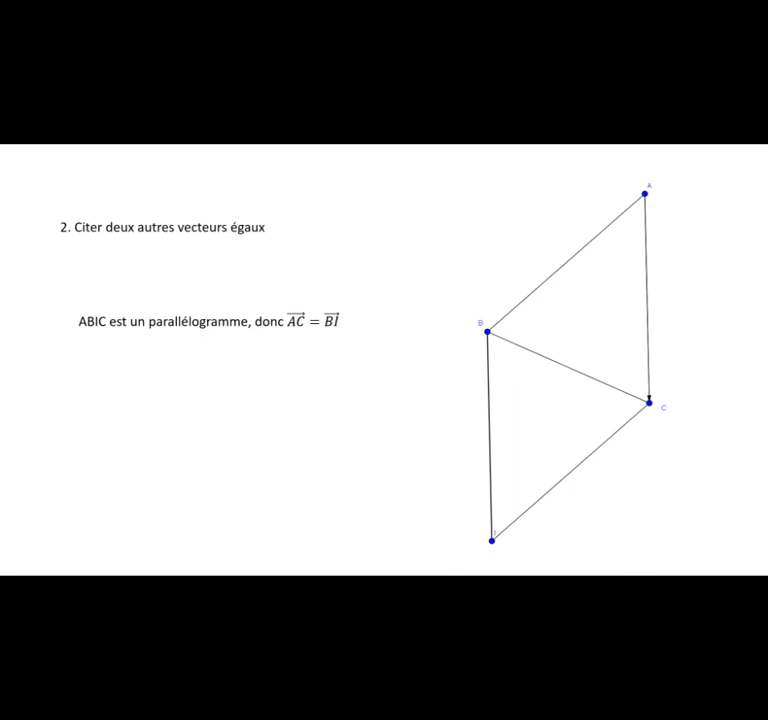 A
2. Citer deux autres vecteurs égaux
ABIC est un parallélogramme, donc $\overrightarrow{AC} = \overrightarrow{BI}$
B
C
I